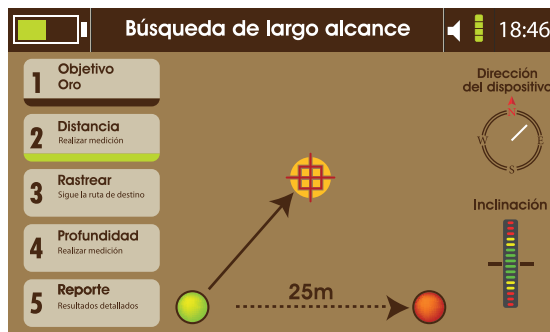 Búsqueda de largo alcance
18:46
1 Objetivo
Oro
2 Distancia
Realizar medición
3 Rastrear
Sigue la ruta de destino
4 Profundidad
Realizar medición
5 Reporte
Resultados detallados
25m
Dirección
del dispositivo
A
N
W E
S
Inclinación